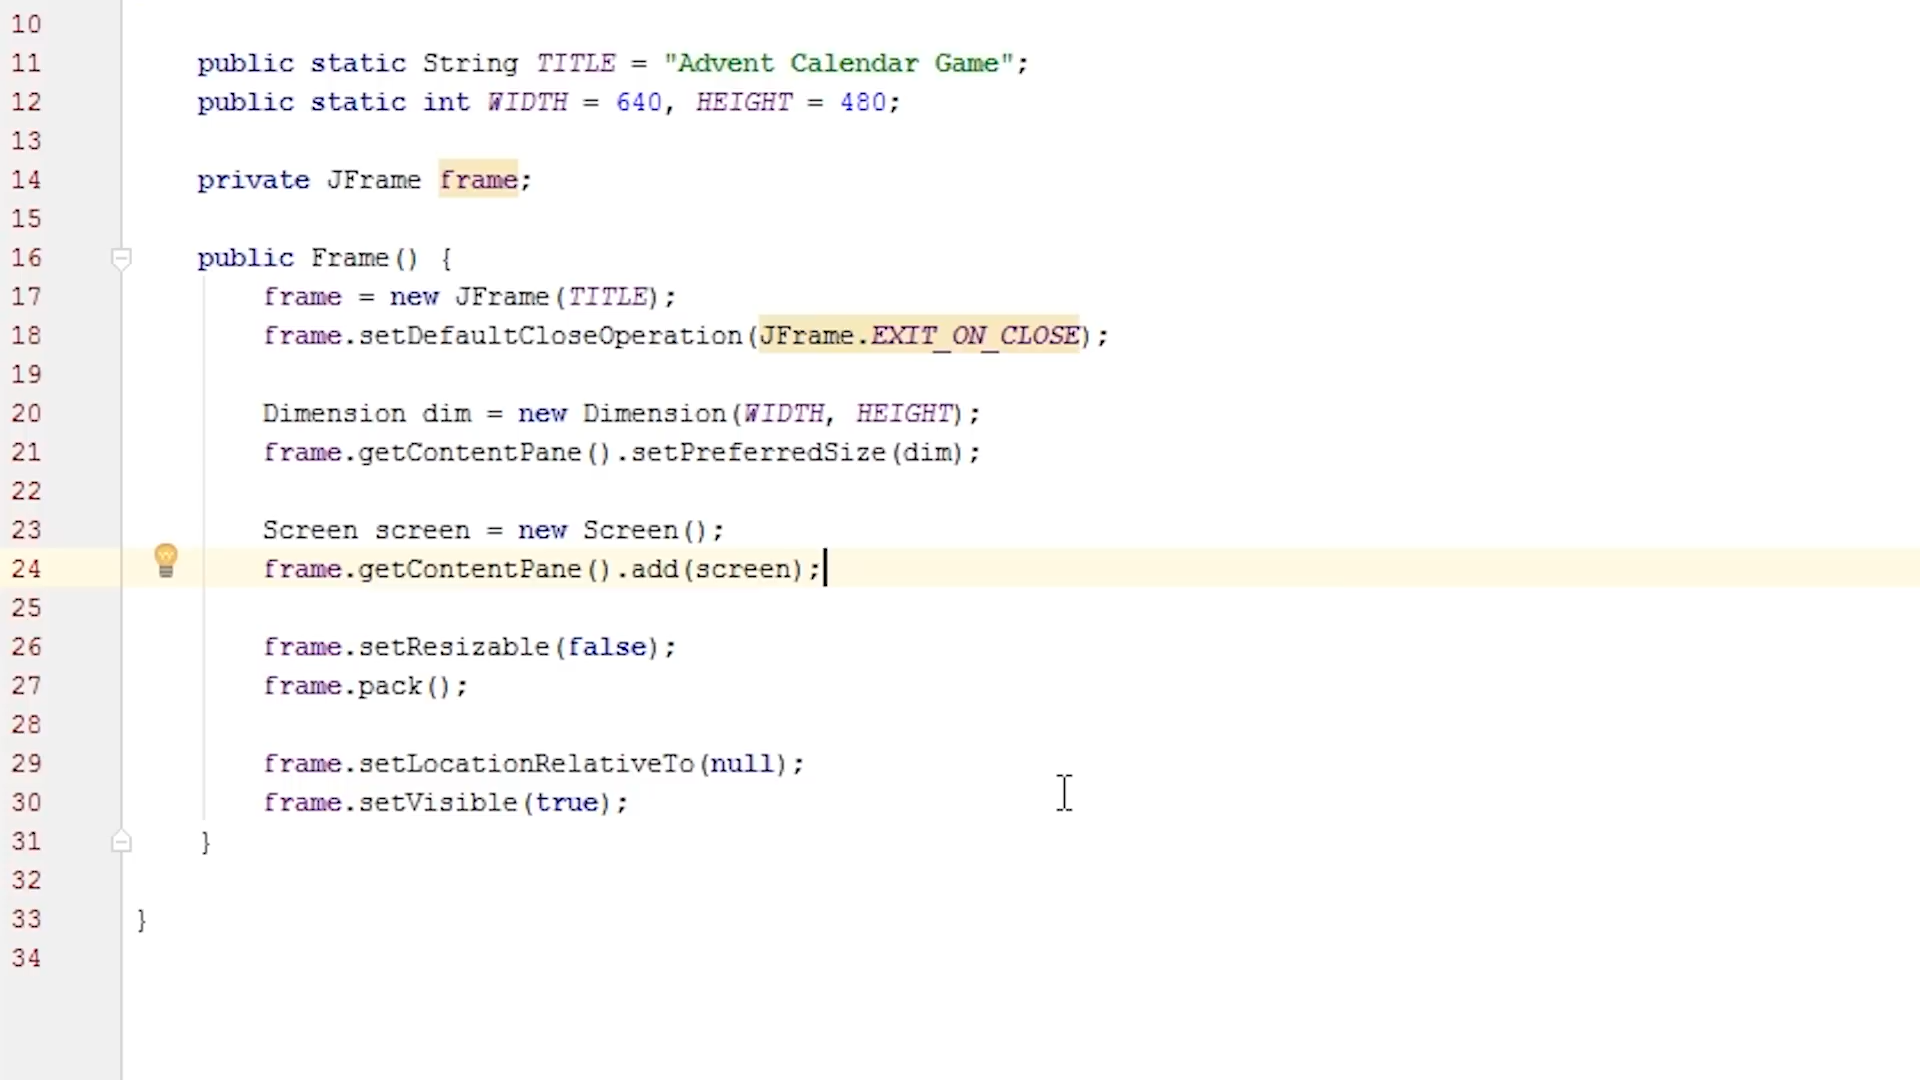 10
11 public static String TITLE = "Advent Calendar Game";
12 public static int WIDTH = 640, HEIGHT = 480;
13
14 private JFrame frame;
15
16 public Frame() {
17 frame = new JFrame(TITLE);
18 frame.setDefaultCloseOperation(JFrame.EXIT_ON_CLOSE);
19
20 Dimension dim = new Dimension(WIDTH, HEIGHT);
21 frame.getContentPane().setPreferredSize(dim);
22
23 Screen screen = new Screen();
24 frame.getContentPane().add(screen);
25
26 frame.setResizable(false);
27 frame.pack();
28
29 frame.setLocationRelativeTo(null);
30 frame.setVisible(true);
31 }
32
33 }
34